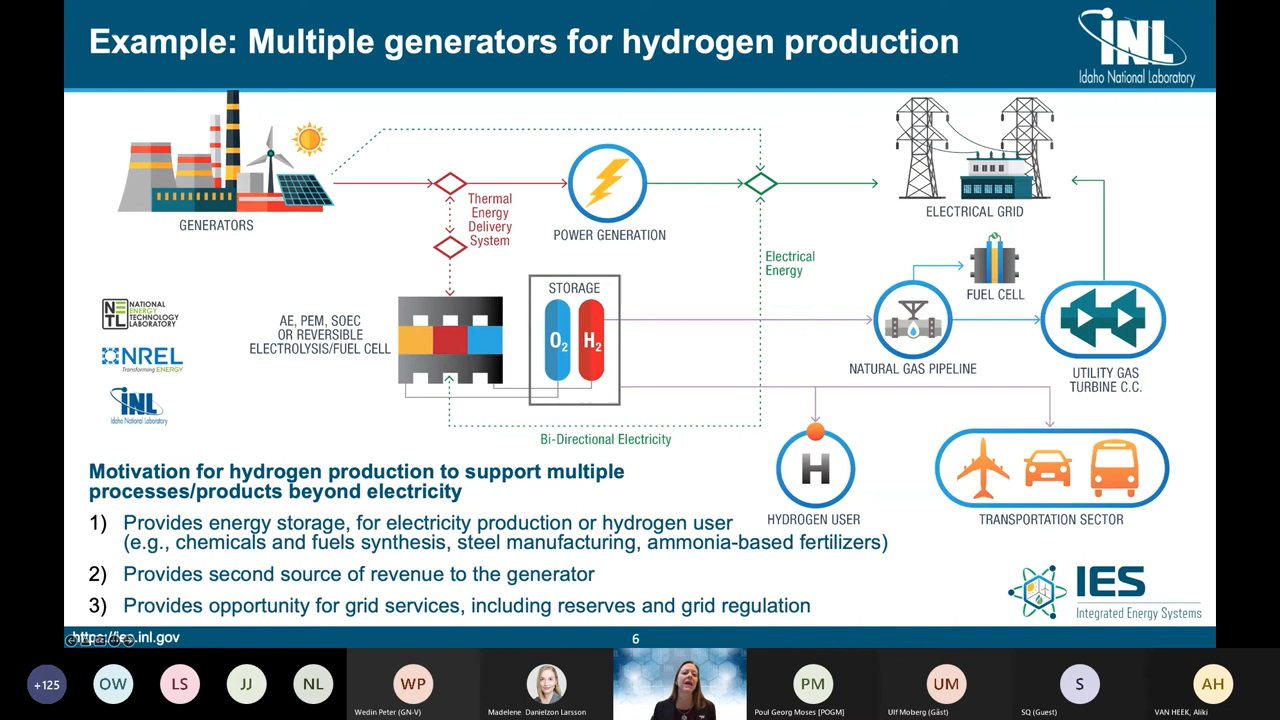 Example: Multiple generators for hydrogen production
INL
Idaho National Laboratory
GENERATORS
Thermal
Energy
Delivery
System
POWER GENERATION
ELECTRICAL GRID
Electrical
Energy
FUEL CELL
STORAGE
O2
H2
AE, PEM, SOEC
OR REVERSIBLE
ELECTROLYSIS/FUEL CELL
NATURAL GAS PIPELINE
UTILITY GAS
TURBINE C.C.
NETL
NATIONAL
ENERGY
TECHNOLOGY
LABORATORY
NREL
Transforming ENERGY
INL
Idaho National Laboratory
Bi-Directional Electricity
H
HYDROGEN USER
TRANSPORTATION SECTOR
Motivation for hydrogen production to support multiple
processes/products beyond electricity
1) Provides energy storage, for electricity production or hydrogen user
(e.g., chemicals and fuels synthesis, steel manufacturing, ammonia-based fertilizers)
2) Provides second source of revenue to the generator
3) Provides opportunity for grid services, including reserves and grid regulation
IES
Integrated Energy Systems
https://ies.inl.gov
6
+125
OW
LS
JJ
NL
WP
Wedin Peter (GN-V)
Madelene Danielzon Larsson
PM
Poul Georg Moses [POGM]
UM
Ulf Moberg (Gäst)
S
SQ (Guest)
AH
VAN HEEK, Aliki